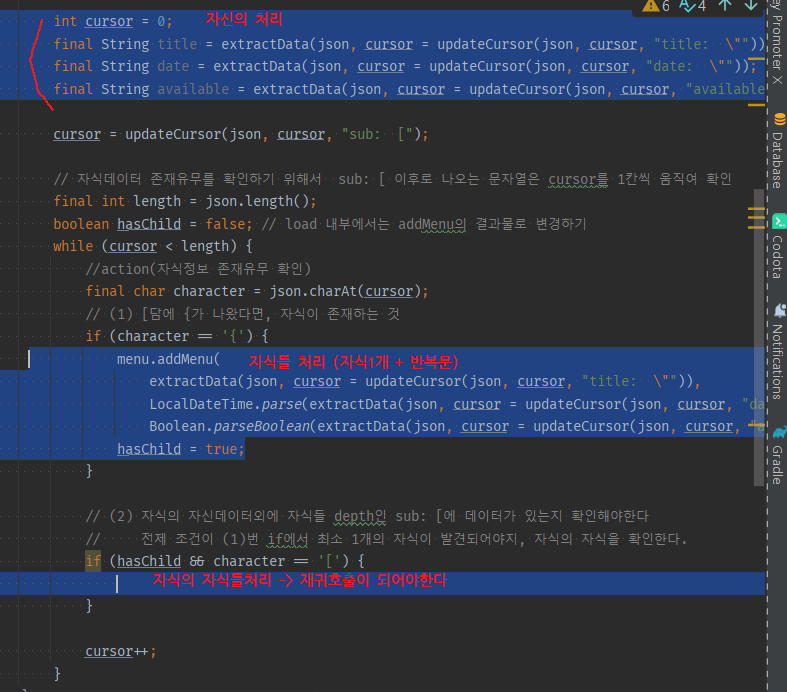 6 4
int cursor = 0; 자신의 처리
final String title = extractData(json, cursor = updateCursor(json, cursor, "title: \""))
final String date = extractData(json, cursor = updateCursor(json, cursor, "date: \""));
final String available = extractData(json, cursor = updateCursor(json, cursor, "available
cursor = updateCursor(json, cursor, "sub: [");
// 자식데이터 존재유무를 확인하기 위해서 sub: [ 이후로 나오는 문자열은 cursor를 1칸씩 움직여 확인
final int length = json.length();
boolean hasChild = false; // load 내부에서는 addMenu의 결과물로 변경하기
while (cursor < length) {
//action(자식정보 존재유무 확인)
final char character = json.charAt(cursor);
// (1) [담에 {가 나왔다면, 자식이 존재하는 것
if (character == '{') {
menu.addMenu( 자식들 처리 (자식1개 + 반복문)
extractData(json, cursor = updateCursor(json, cursor, "title: \"")),
LocalDateTime.parse(extractData(json, cursor = updateCursor(json, cursor, "da
Boolean.parseBoolean(extractData(json, cursor = updateCursor(json, cursor, "a
hasChild = true;
}
// (2) 자식의 자신데이터외에 자식들 depth인 sub: [에 데이터가 있는지 확인해야한다
// 전제 조건이 (1)번 if에서 최소 1개의 자식이 발견되어야지, 자식의 자식을 확인한다.
if (hasChild && character == '[') {
자식의 자식들처리 -> 재귀호출이 되어야한다
}
cursor++;
}
Key Promoter X
Database
Codota
Notifications
Gradle